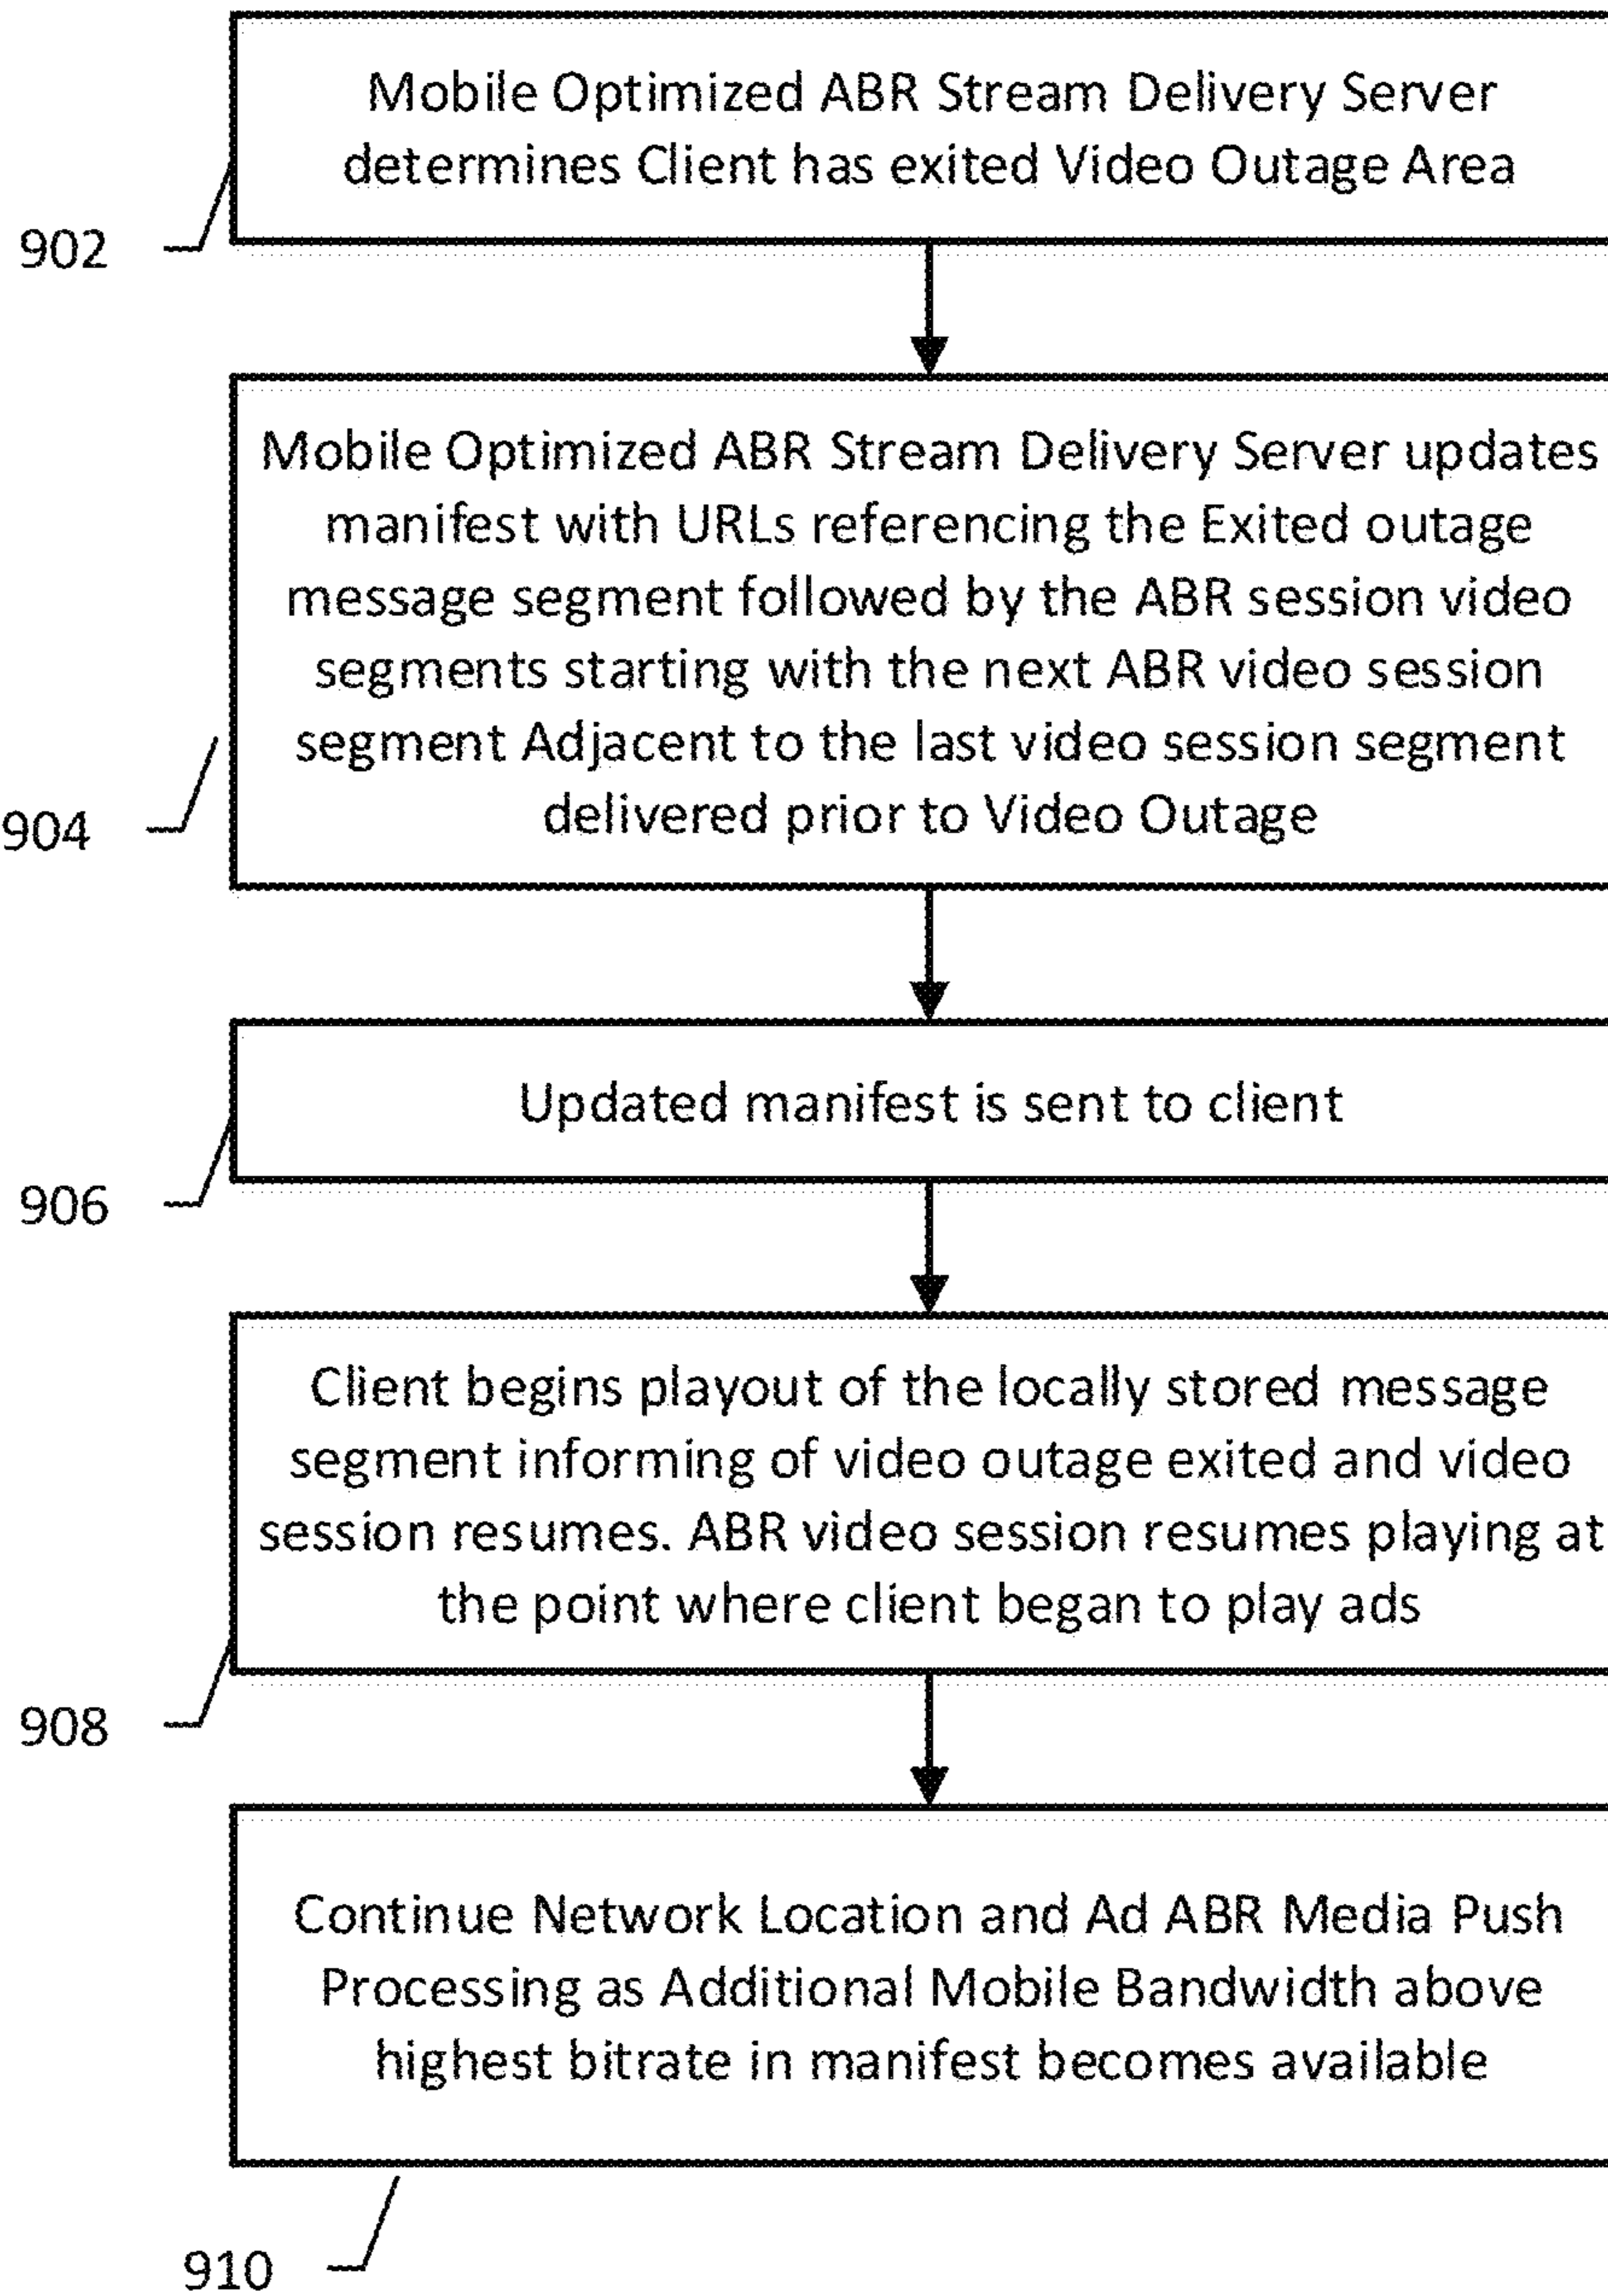 Mobile Optimized ABR Stream Delivery Server
determines Client has exited Video Outage Area
902
Mobile Optimized ABR Stream Delivery Server updates
manifest with URLs referencing the Exited outage
message segment followed by the ABR session video
segments starting with the next ABR video session
segment Adjacent to the last video session segment
delivered prior to Video Outage
904
Updated manifest is sent to client
906
Client begins playout of the locally stored message
segment informing of video outage exited and video
session resumes. ABR video session resumes playing at
the point where client began to play ads
908
Continue Network Location and Ad ABR Media Push
Processing as Additional Mobile Bandwidth above
highest bitrate in manifest becomes available
910